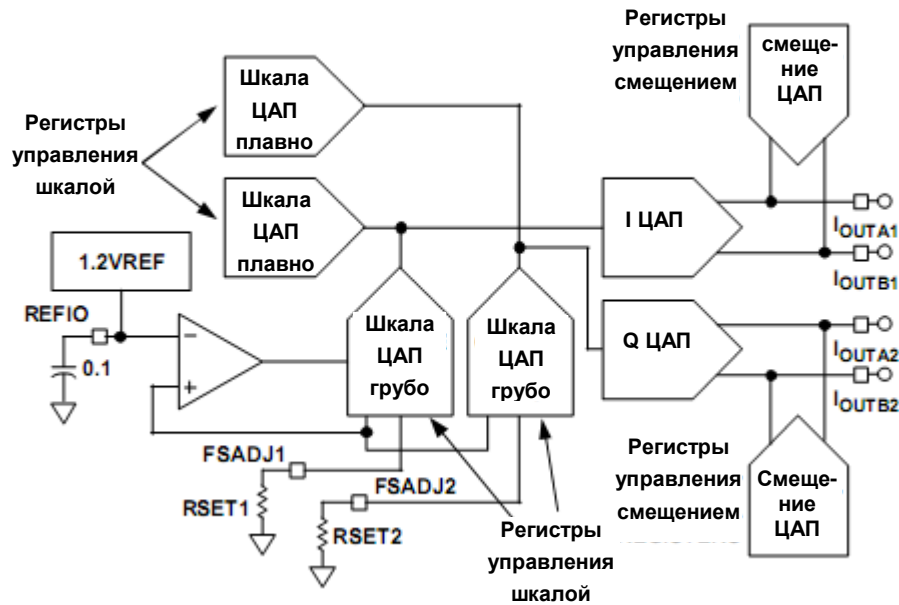 Регистры
управления
смещением
смеще-
ние
ЦАП
Шкала
ЦАП
плавно
Регистры
управления
шкалой
Шкала
ЦАП
плавно
I ЦАП
IOUTA1
IOUTB1
1.2VREF
REFIO
0.1
−
+
Шкала
ЦАП
грубо
Шкала
ЦАП
грубо
Q ЦАП
IOUTA2
IOUTB2
FSADJ1
RSET1
FSADJ2
RSET2
Регистры
управления
шкалой
Регистры
управления
смещением
Смеще-
ние
ЦАП